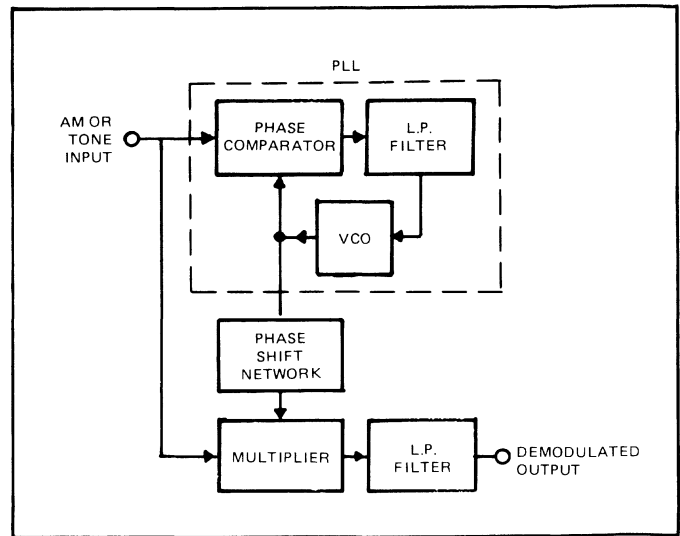 PLL
AM OR
TONE
INPUT
PHASE
COMPARATOR
L.P.
FILTER
VCO
PHASE
SHIFT
NETWORK
MULTIPLIER
L.P.
FILTER
DEMODULATED
OUTPUT